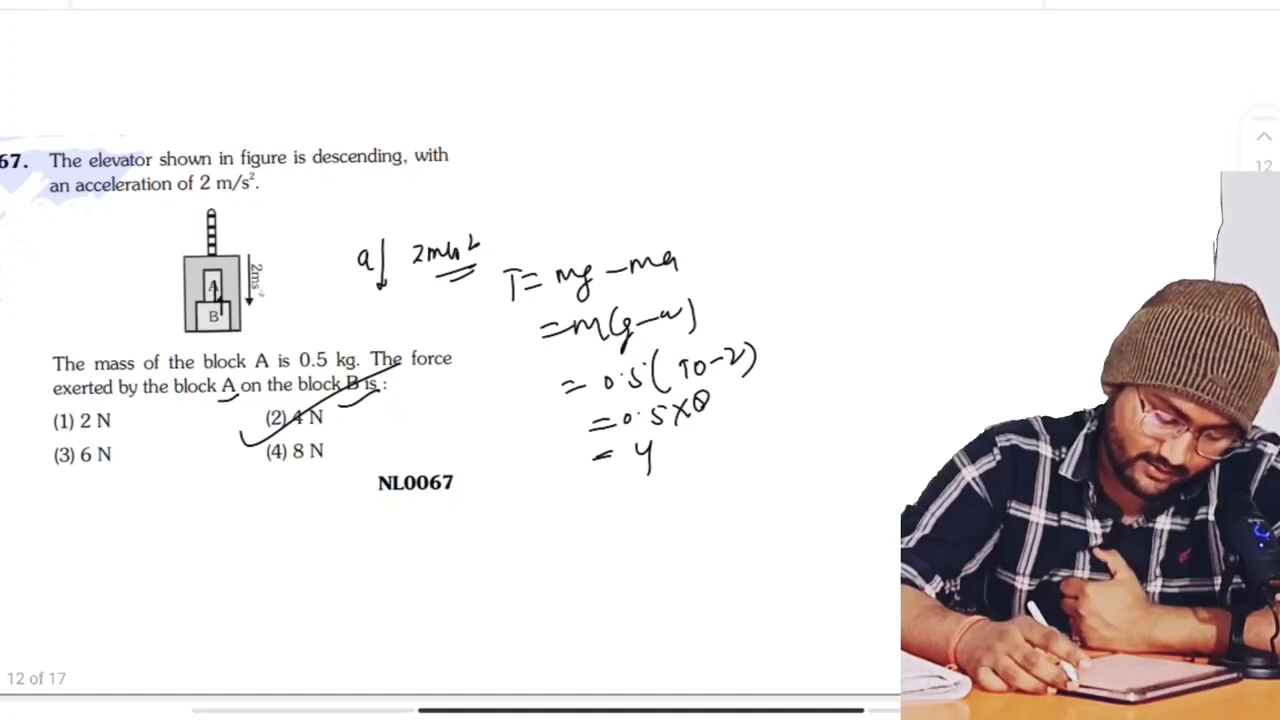 67. The elevator shown in figure is descending, with
an acceleration of 2 m/s².
A
B
2ms⁻²
a↓ 2m/s²
T = mg - ma
= m(g-a)
= 0.5(10-2)
= 0.5×8
= 4
The mass of the block A is 0.5 kg. The force
exerted by the block A on the block B is :
(1) 2 N (2) 4 N
(3) 6 N (4) 8 N
NL0067
12 of 17
12